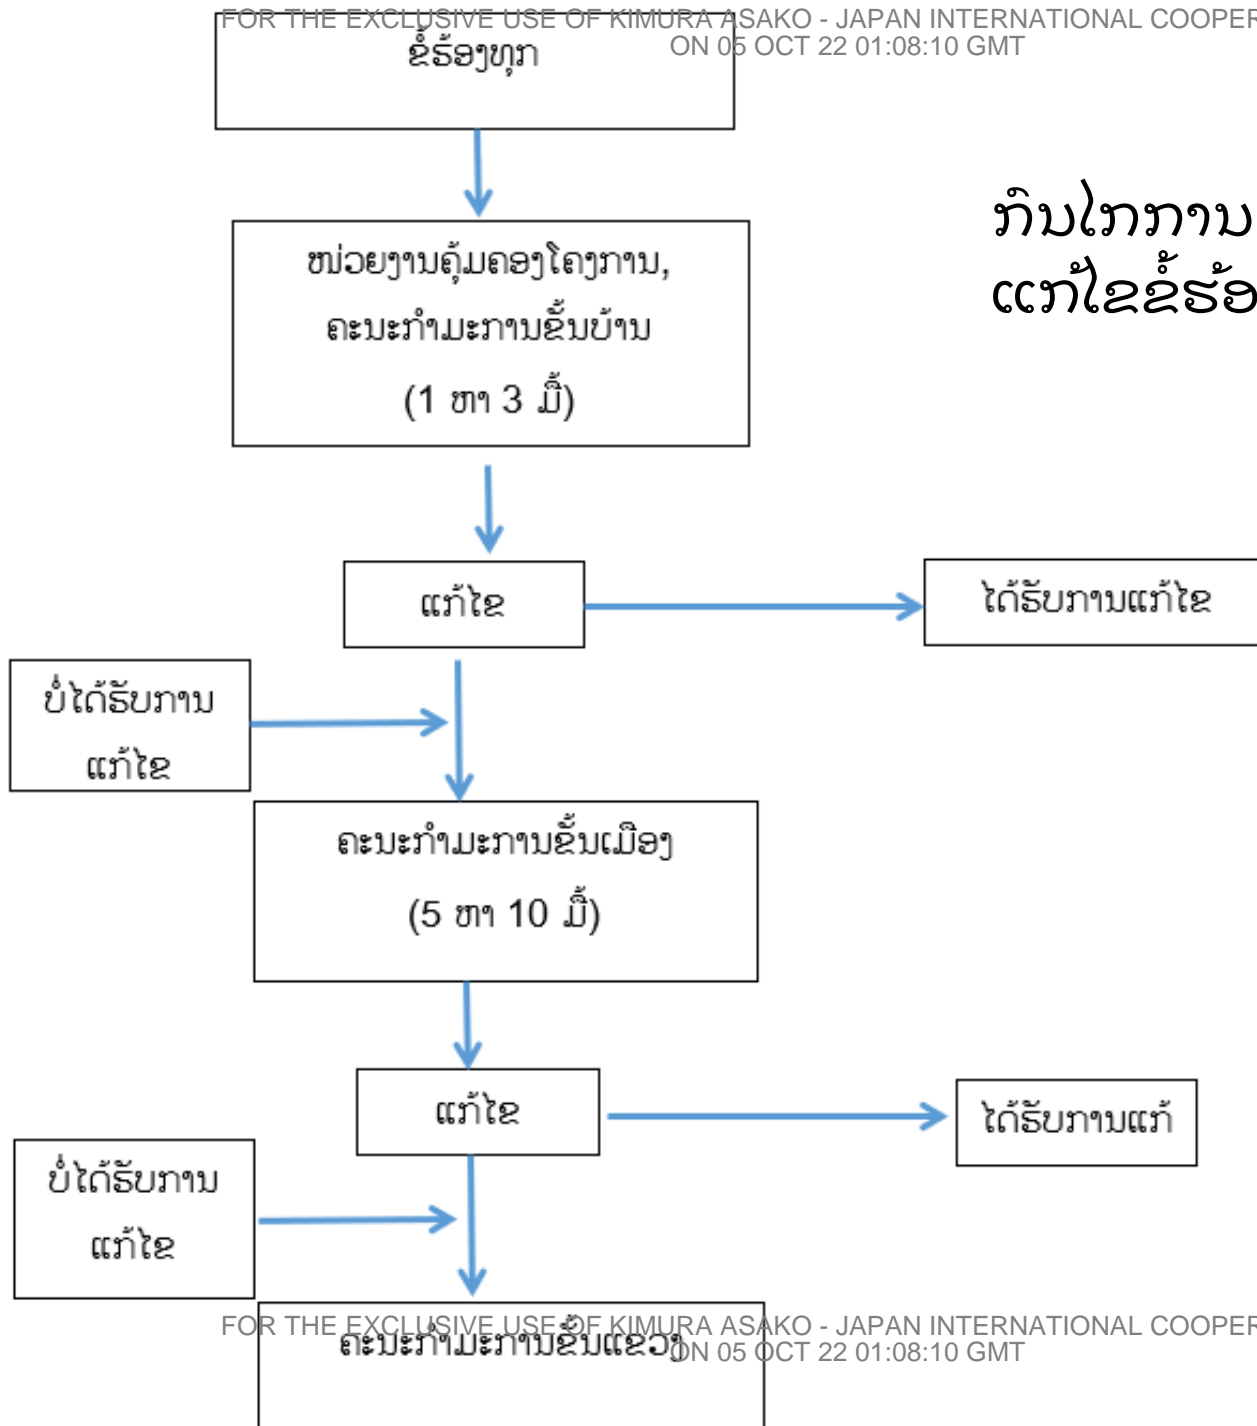 FOR THE EXCLUSIVE USE OF KIMURA ASAKO - JAPAN INTERNATIONAL COOPER
ON 05 OCT 22 01:08:10 GMT
ຂໍ້ຮ້ອງທຸກ
ກົນໄກການ
ແກ້ໄຂຂໍ້ຮ້ອ
ໜ່ວຍງານຄຸ້ມຄອງໂຄງການ,
ຄະນະກຳມະການຂັ້ນບ້ານ
(1 ຫາ 3 ມື້)
ແກ້ໄຂ
ໄດ້ຮັບການແກ້ໄຂ
ບໍ່ໄດ້ຮັບການ
ແກ້ໄຂ
ຄະນະກຳມະການຂັ້ນເມືອງ
(5 ຫາ 10 ມື້)
ແກ້ໄຂ
ໄດ້ຮັບການແກ້
ບໍ່ໄດ້ຮັບການ
ແກ້ໄຂ
ຄະນະກຳມະການຂັ້ນແຂວງ
FOR THE EXCLUSIVE USE OF KIMURA ASAKO - JAPAN INTERNATIONAL COOPER
ON 05 OCT 22 01:08:10 GMT